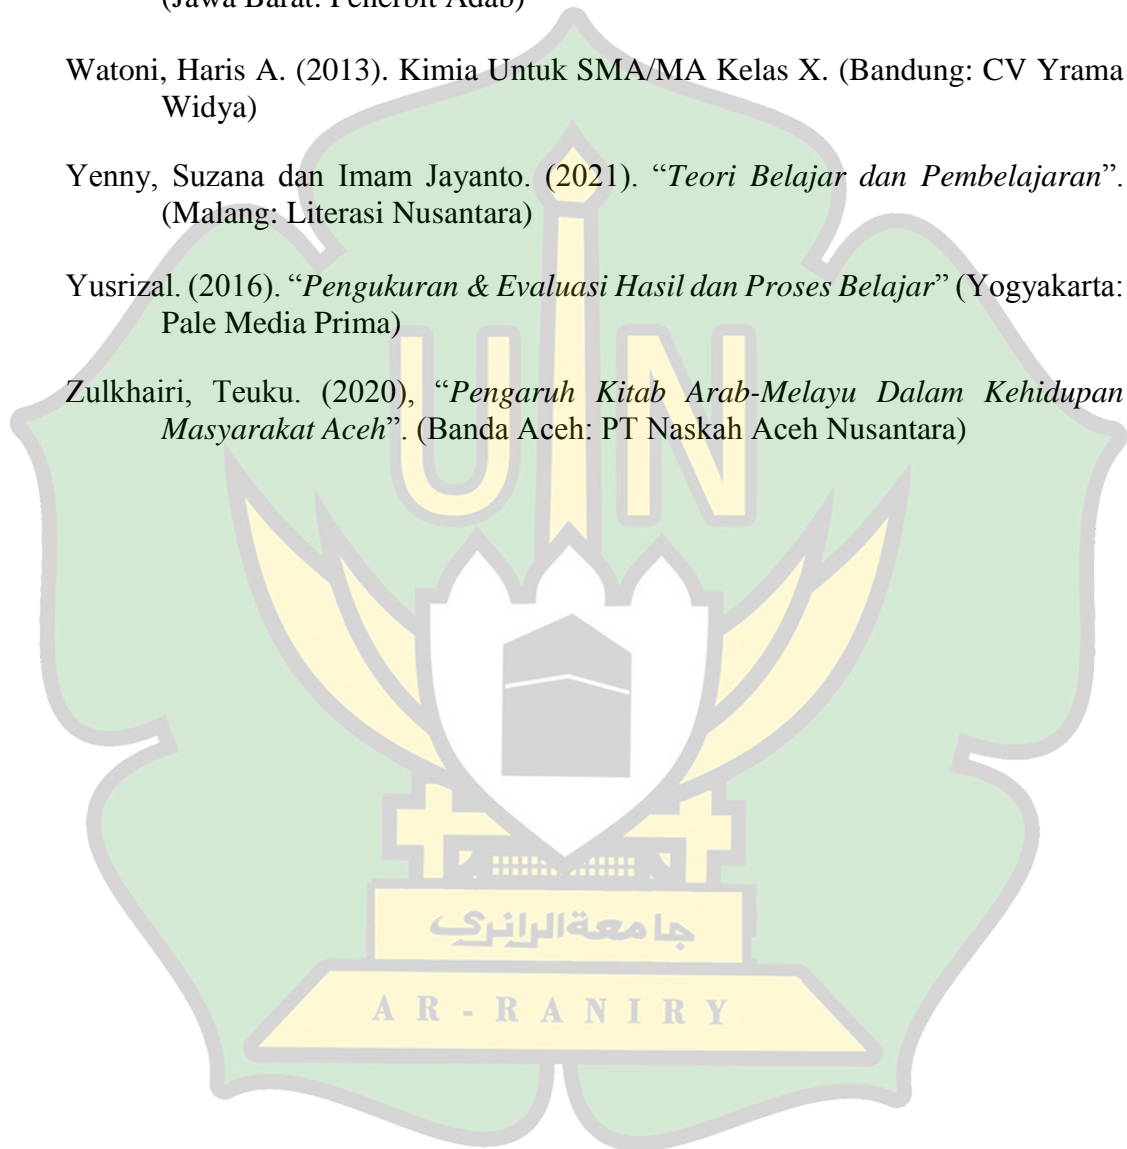 (Jawa Barat: Penerbit Adab)
Watoni, Haris A. (2013). Kimia Untuk SMA/MA Kelas X. (Bandung: CV Yrama
Widya)
Yenny, Suzana dan Imam Jayanto. (2021). “Teori Belajar dan Pembelajaran”.
(Malang: Literasi Nusantara)
Yusrizal. (2016). “Pengukuran & Evaluasi Hasil dan Proses Belajar” (Yogyakarta:
Pale Media Prima)
Zulkhairi, Teuku. (2020), “Pengaruh Kitab Arab-Melayu Dalam Kehidupan
Masyarakat Aceh”. (Banda Aceh: PT Naskah Aceh Nusantara)
UIN
جامعةالرانري
AR-RANIRY